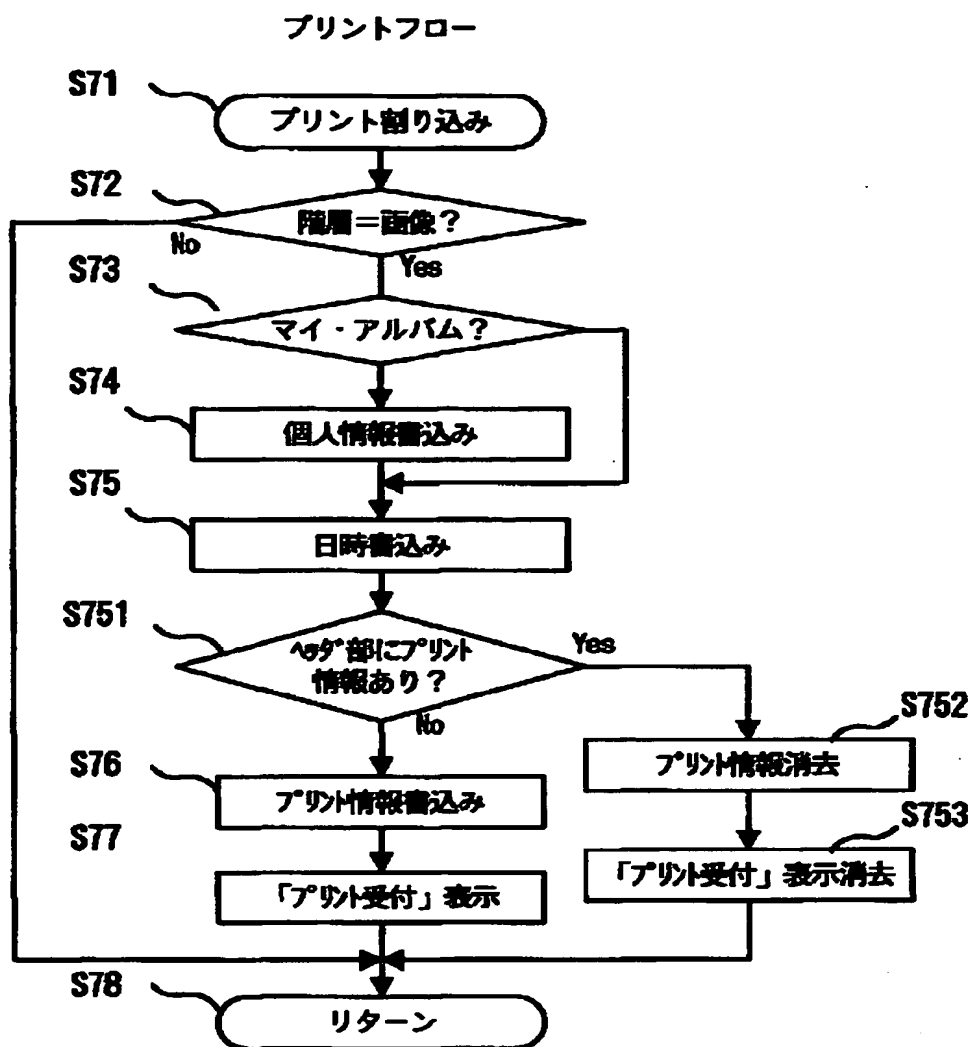 プリントフロー
S71
プリント割り込み
S72
階層=画像?
No
Yes
S73
マイ・アルバム?
S74
個人情報書込み
S75
日時書込み
S751
ヘッダ部にプリント
情報あり?
Yes
No
S752
プリント情報消去
S76
プリント情報書込み
S753
「プリント受付」表示消去
S77
「プリント受付」表示
S78
リターン